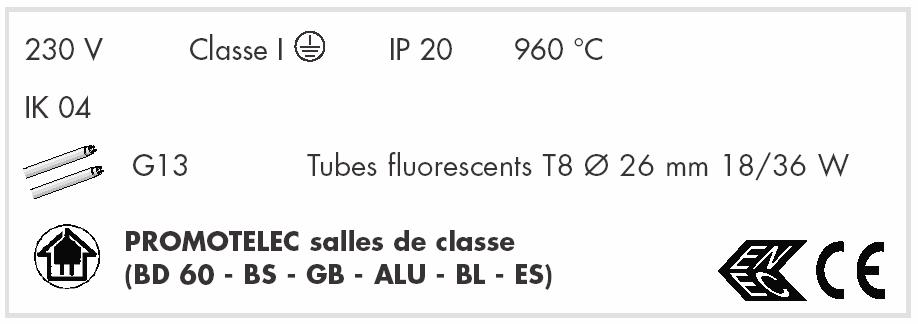 230 V Classe I IP 20 960 °C
IK 04
G13 Tubes fluorescents T8 Ø 26 mm 18/36 W
PROMOTELEC salles de classe
(BD 60 - BS - GB - ALU - BL - ES)
ENEC CE